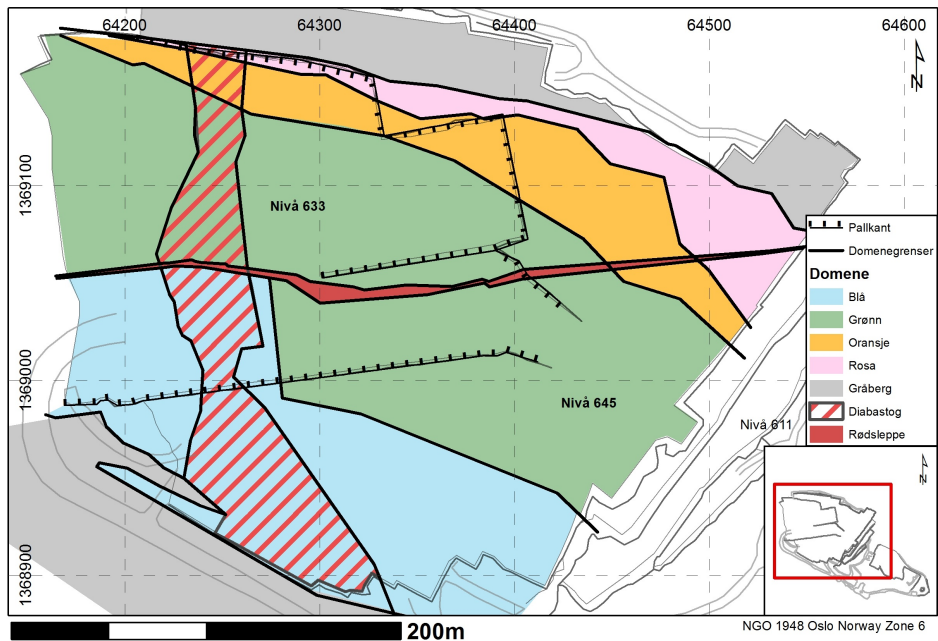 64200 64300 64400 64500 64600
N
1369100
Nivå 633
Pallkant
Domenegrenser
Domene
Blå
Grønn
Oransje
Rosa
Gråberg
Diabastog
Rødsleppe
1369000
Nivå 645
Nivå 611
N
1368900
200m
NGO 1948 Oslo Norway Zone 6